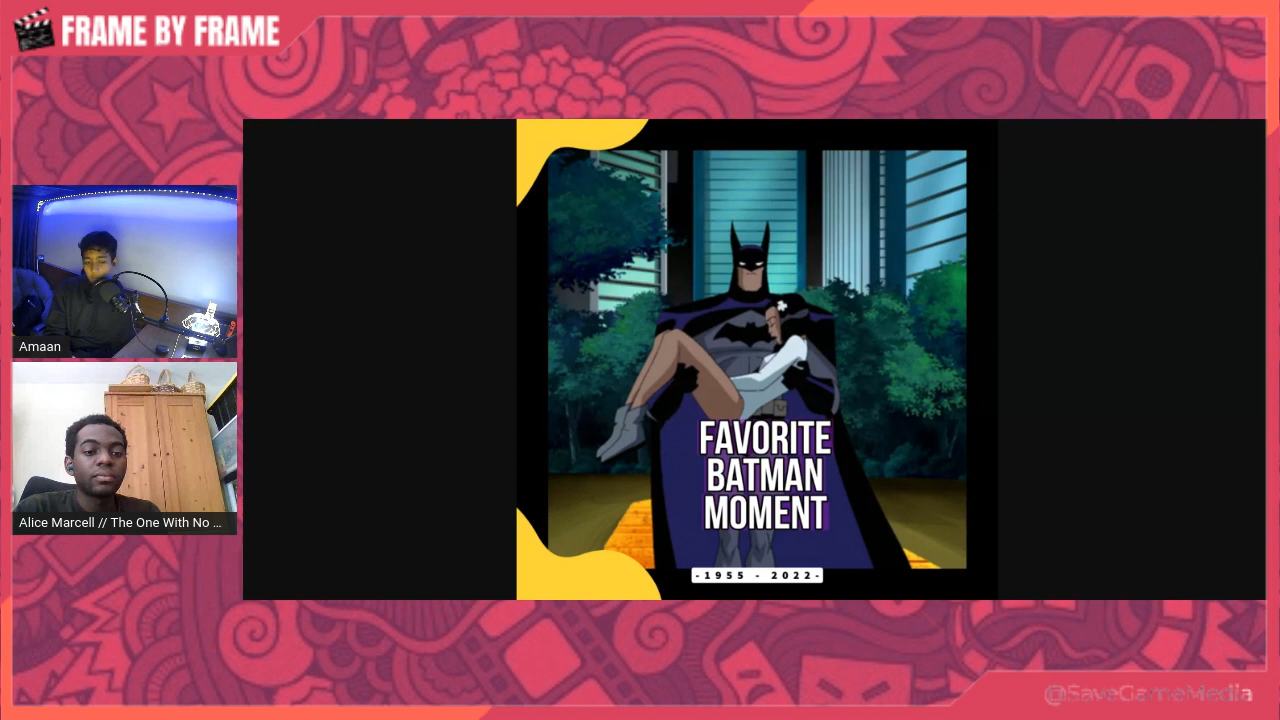 FRAME BY FRAME
Amaan
Alice Marcell // The One With No ...
FAVORITE
BATMAN
MOMENT
-1955 - 2022-
@SaveGameMedia